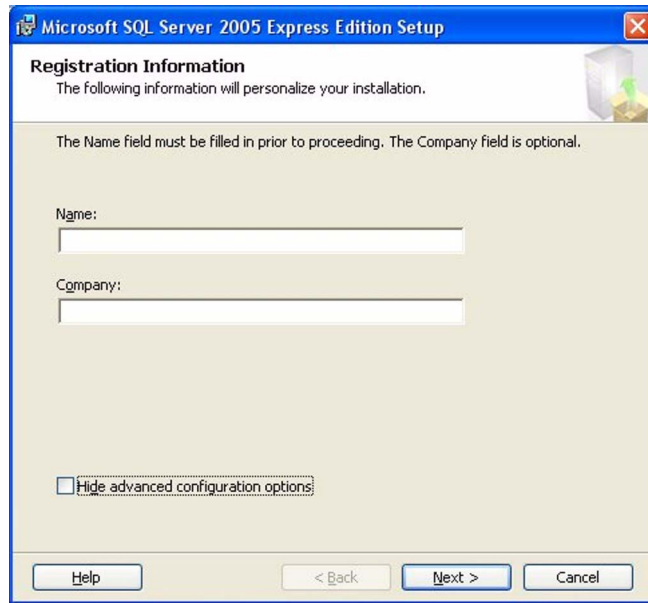 Microsoft SQL Server 2005 Express Edition Setup
Registration Information
The following information will personalize your installation.
The Name field must be filled in prior to proceeding. The Company field is optional.
Name:
Company:
Hide advanced configuration options
Help
< Back
Next >
Cancel